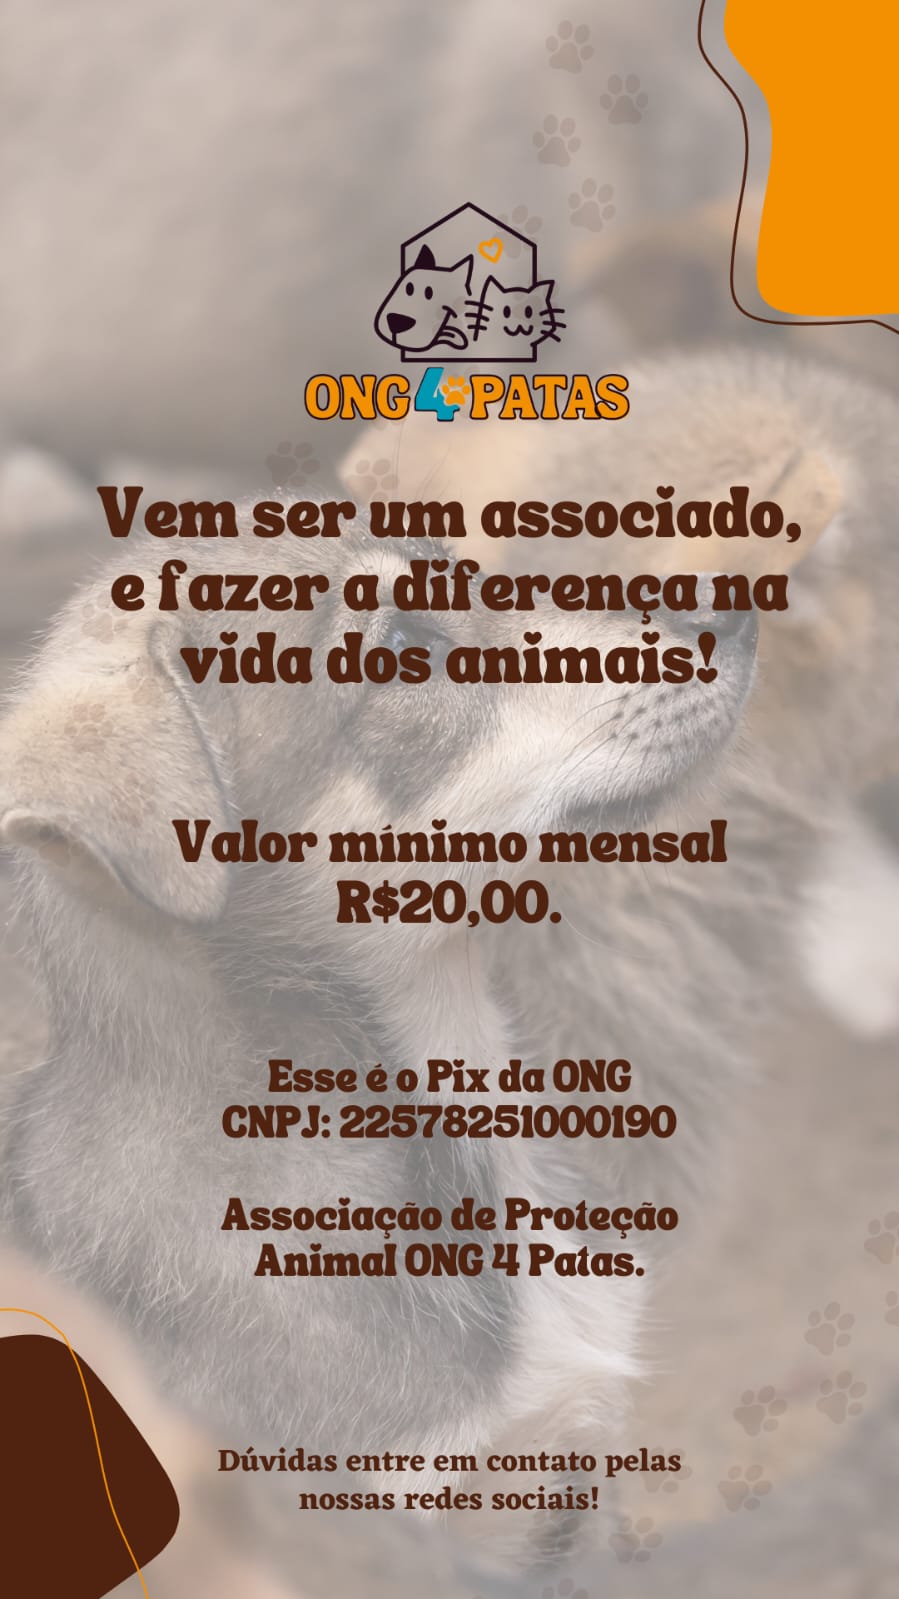 ONG 4 PATAS
Vem ser um associado,
e fazer a diferença na
vida dos animais!
Valor mínimo mensal
R$20,00.
Esse é o Pix da ONG
CNPJ: 22578251000190
Associação de Proteção
Animal ONG 4 Patas.
Dúvidas entre em contato pelas
nossas redes sociais!